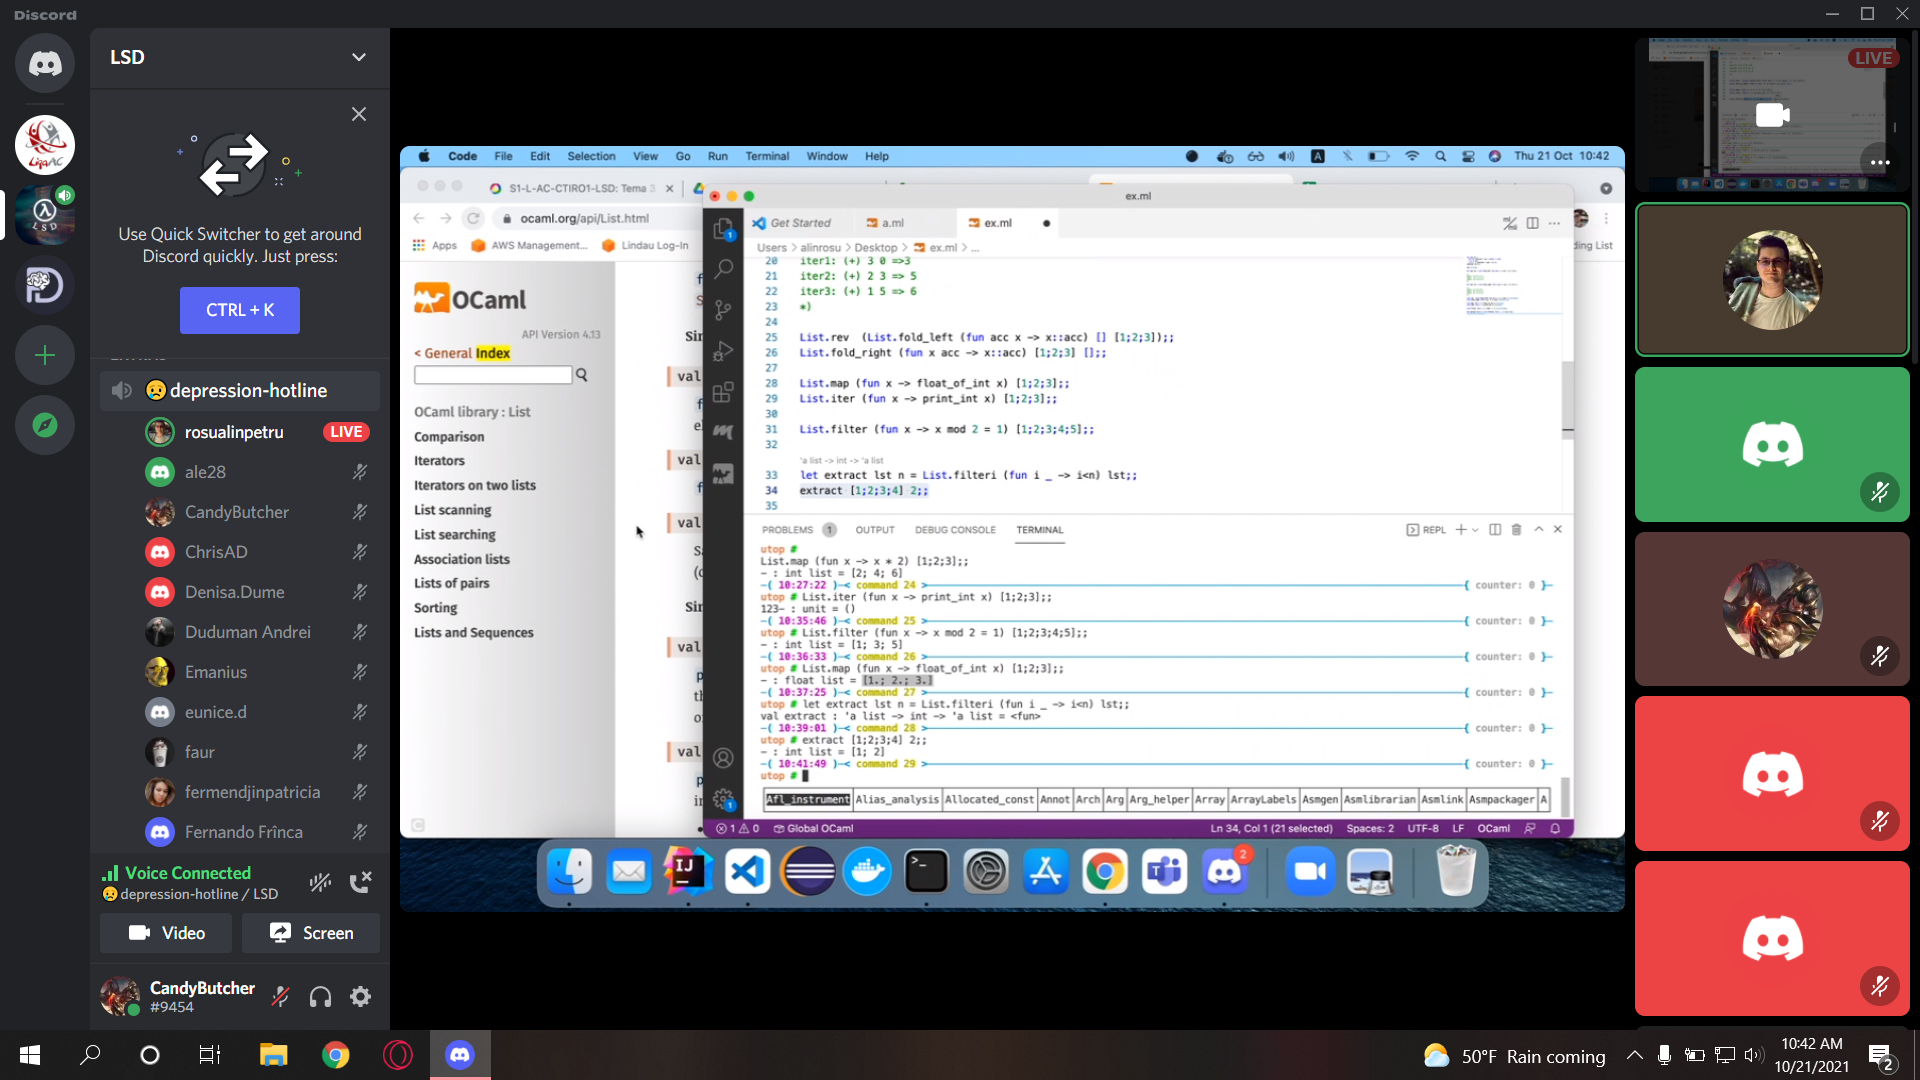 Discord
LSD
Use Quick Switcher to get around
Discord quickly. Just press:
CTRL + K
depression-hotline
rosualinpetru LIVE
ale28
CandyButcher
ChrisAD
Denisa.Dume
Duduman Andrei
Emanius
eunice.d
faur
fermendjinpatricia
Fernando Frînca
Voice Connected
depression-hotline / LSD
Video
Screen
CandyButcher
#9454
Code File Edit Selection View Go Run Terminal Window Help
A
Thu 21 Oct 10:42
S1-L-AC-CTIRO1-LSD: Tema 3
ocaml.org/api/List.html
Apps AWS Management... Lindau Log-In
ding List
OCaml
API Version 4.13
< General Index
OCaml library : List
Comparison
Iterators
Iterators on two lists
List scanning
List searching
Association lists
Lists of pairs
Sorting
Lists and Sequences
val
val
val
val
val
ex.ml
Get Started a.ml ex.ml
Users > alinrosu > Desktop > ex.ml > ...
20 iter1: (+) 3 0 =>3
21 iter2: (+) 2 3 => 5
22 iter3: (+) 1 5 => 6
23 *)
24
25 List.rev (List.fold_left (fun acc x -> x::acc) [] [1;2;3]);;
26 List.fold_right (fun x acc -> x::acc) [1;2;3] [];;
27
28 List.map (fun x -> float_of_int x) [1;2;3];;
29 List.iter (fun x -> print_int x) [1;2;3];;
30
31 List.filter (fun x -> x mod 2 = 1) [1;2;3;4;5];;
32
'a list -> int -> 'a list
33 let extract lst n = List.filteri (fun i _ -> i<n) lst;;
34 extract [1;2;3;4] 2;;
35
PROBLEMS 1 OUTPUT DEBUG CONSOLE TERMINAL
REPL
utop #
List.map (fun x -> x * 2) [1;2;3];;
- : int list = [2; 4; 6]
-( 10:27:22 )-< command 24 >-{ counter: 0 }-
utop # List.iter (fun x -> print_int x) [1;2;3];;
123- : unit = ()
-( 10:35:46 )-< command 25 >-{ counter: 0 }-
utop # List.filter (fun x -> x mod 2 = 1) [1;2;3;4;5];;
- : int list = [1; 3; 5]
-( 10:36:33 )-< command 26 >-{ counter: 0 }-
utop # List.map (fun x -> float_of_int x) [1;2;3];;
- : float list = [1.; 2.; 3.]
-( 10:37:25 )-< command 27 >-{ counter: 0 }-
utop # let extract lst n = List.filteri (fun i _ -> i<n) lst;;
val extract : 'a list -> int -> 'a list = <fun>
-( 10:39:01 )-< command 28 >-{ counter: 0 }-
utop # extract [1;2;3;4] 2;;
- : int list = [1; 2]
-( 10:41:49 )-< command 29 >-{ counter: 0 }-
utop #
Afl_instrument Alias_analysis Allocated_const Annot Arch Arg Arg_helper Array ArrayLabels Asmgen Asmlibrarian Asmlink Asmpackager A
1 0 Global OCaml
Ln 34, Col 1 (21 selected) Spaces: 2 UTF-8 LF OCaml
IJ
2
LIVE
50°F Rain coming
10:42 AM
10/21/2021
2